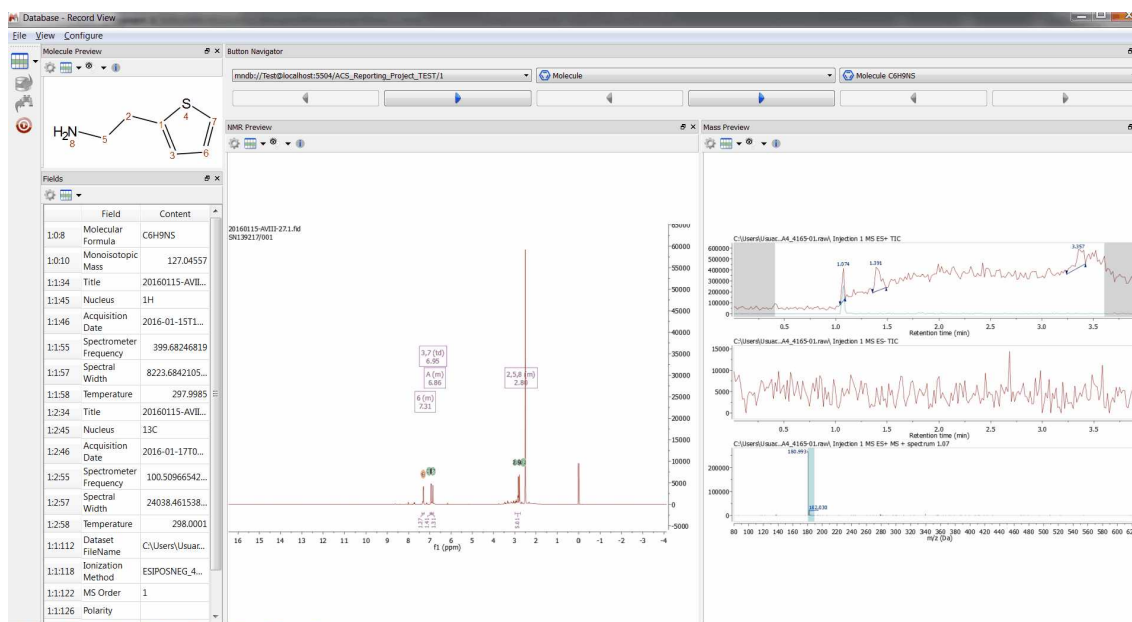 Database - Record View
File View Configure
Molecule Preview
H₂N
8
5
2
1
S
4
7
3
6
Button Navigator
mndb://Test@localhost:5504/ACS_Reporting_Project_TEST/1
Molecule
Molecule C6H9NS
Fields
Field Content
1:0:8 Molecular Formula C6H9NS
1:0:10 Monoisotopic Mass 127.04557
1:1:34 Title 20160115-AVII...
1:1:45 Nucleus 1H
1:1:46 Acquisition Date 2016-01-15T1...
1:1:55 Spectrometer Frequency 399.68246819
1:1:57 Spectral Width 8223.6842105...
1:1:58 Temperature 297.9985
1:2:34 Title 20160115-AVII...
1:2:45 Nucleus 13C
1:2:46 Acquisition Date 2016-01-17T0...
1:2:55 Spectrometer Frequency 100.50966542...
1:2:57 Spectral Width 24038.461538...
1:2:58 Temperature 298.0001
1:1:112 Dataset FileName C:\Users\Usuar...
1:1:118 Ionization Method ESIPOSNEG_4...
1:1:122 MS Order 1
1:1:126 Polarity
NMR Preview
20160115-AVIII-27.1.fid
SN139217/001
3,7 (td)
6.95
A (m)
6.86
6 (m)
7.31
2,5,8 (m)
65000
60000
55000
50000
45000
40000
35000
30000
25000
20000
15000
10000
5000
0
-5000
16 15 14 13 12 11 10 9 8 7 6 5 4 3 2 1 0 -1 -2 -3 -4
f1 (ppm)
Mass Preview
C:\Users\Usuac...A4_4165-01.raw\ Injection 1 MS ES+ TIC
600000
500000
400000
300000
200000
100000
0
1.074
1.391
3.357
0.5 1.0 1.5 2.0 2.5 3.0 3.5
Retention time (min)
C:\Users\Usuac...A4_4165-01.raw\ Injection 1 MS ES- TIC
15000
10000
5000
0
0.5 1.0 1.5 2.0 2.5 3.0 3.5
Retention time (min)
C:\Users\Usuac...A4_4165-01.raw\ Injection 1 MS ES+ MS + spectrum 1.07
180.993
182.030
200000
100000
0
80 100 120 140 160 180 200 220 240 260 280 300 320 340 360 380 400 420 440 460 480 500 520 540 560 580 600
m/z (Da)